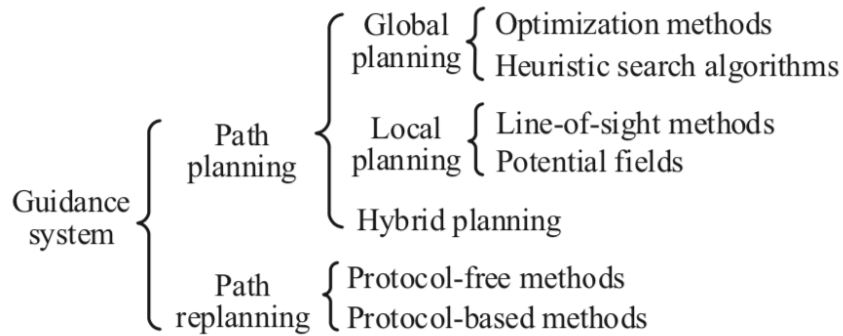 Global
planning
Optimization methods
Heuristic search algorithms
Path
planning
Local
planning
Line-of-sight methods
Potential fields
Guidance
system
Hybrid planning
Path
replanning
Protocol-free methods
Protocol-based methods